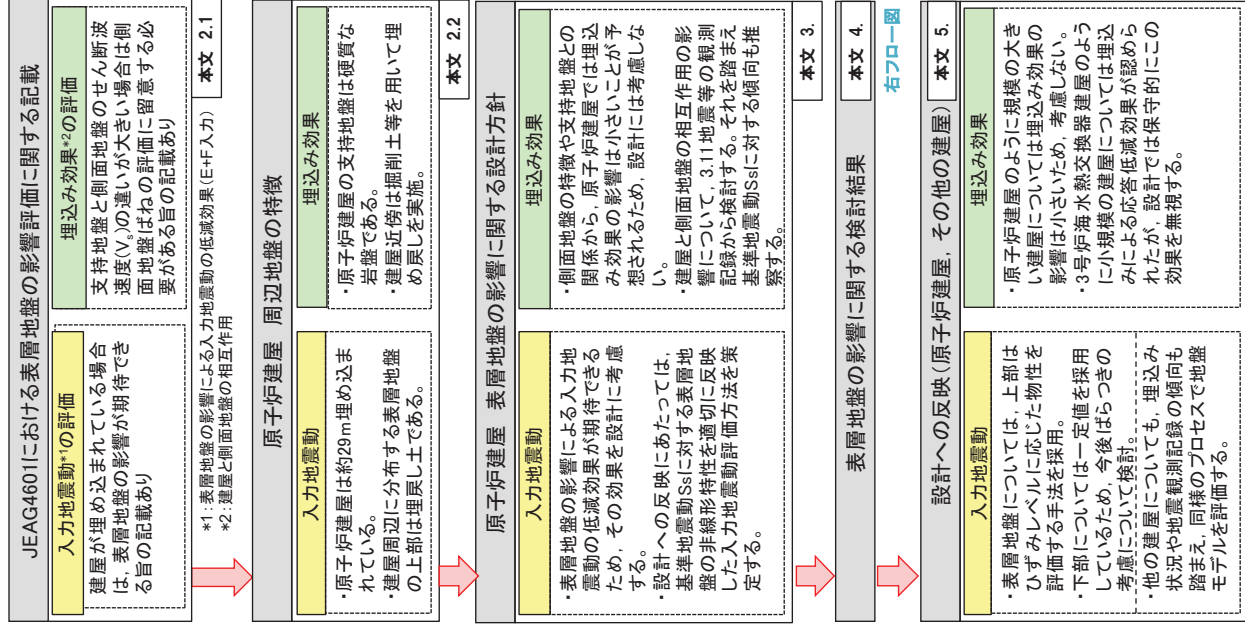 JEAG4601における表層地盤の影響評価に関する記載
入力地震動*1の評価
建屋が埋め込まれている場合
は，表層地盤の影響が期待でき
る旨の記載あり
埋込み効果*2の評価
支持地盤と側面地盤のせん断波
速度(Vs)の違いが大きい場合は側
面地盤ばねの評価に留意する必
要がある旨の記載あり
本文 2.1
*1：表層地盤の影響による入力地震動の低減効果(E+F入力)
*2：建屋と側面地盤の相互作用
原子炉建屋 周辺地盤の特徴
入力地震動
・原子炉建屋は約29m埋め込ま
れている。
・建屋周辺に分布する表層地盤
の上部は埋戻し土である。
埋込み効果
・原子炉建屋の支持地盤は硬質な
岩盤である。
・建屋近傍は掘削土等を用いて埋
め戻しを実施。
本文 2.2
原子炉建屋 表層地盤の影響に関する設計方針
入力地震動
・表層地盤の影響による入力地
震動の低減効果が期待できる
ため，その効果を設計に考慮
する。
・設計への反映にあたっては，
基準地震動Ssに対する表層地
盤の非線形特性を適切に反映
した入力地震動評価方法を策
定する。
埋込み効果
・側面地盤の特徴や支持地盤との
関係から，原子炉建屋では埋込
み効果の影響は小さいことが予
想されるため，設計には考慮しな
い。
・建屋と側面地盤の相互作用の影
響について，3.11地震等の観測
記録から検討する。それを踏まえ
基準地震動Ssに対する傾向も推
察する。
本文 3.
表層地盤の影響に関する検討結果
本文 4.
右フロー図
設計への反映(原子炉建屋，その他の建屋)
本文 5.
入力地震動
・表層地盤については，上部は
ひずみレベルに応じた物性を
評価する手法を採用。
・下部については一定値を採用
しているため，今後ばらつきの
考慮について検討。
・他の建屋についても，埋込み
状況や地震観測記録の傾向も
踏まえ，同様のプロセスで地盤
モデルを評価する。
埋込み効果
・原子炉建屋のように規模の大き
い建屋については埋込み効果の
影響は小さいため，考慮しない。
・3号炉海水熱交換器建屋のよう
に小規模の建屋については埋込
みによる応答低減効果が認めら
れたが，設計では保守的にこの
効果を無視する。